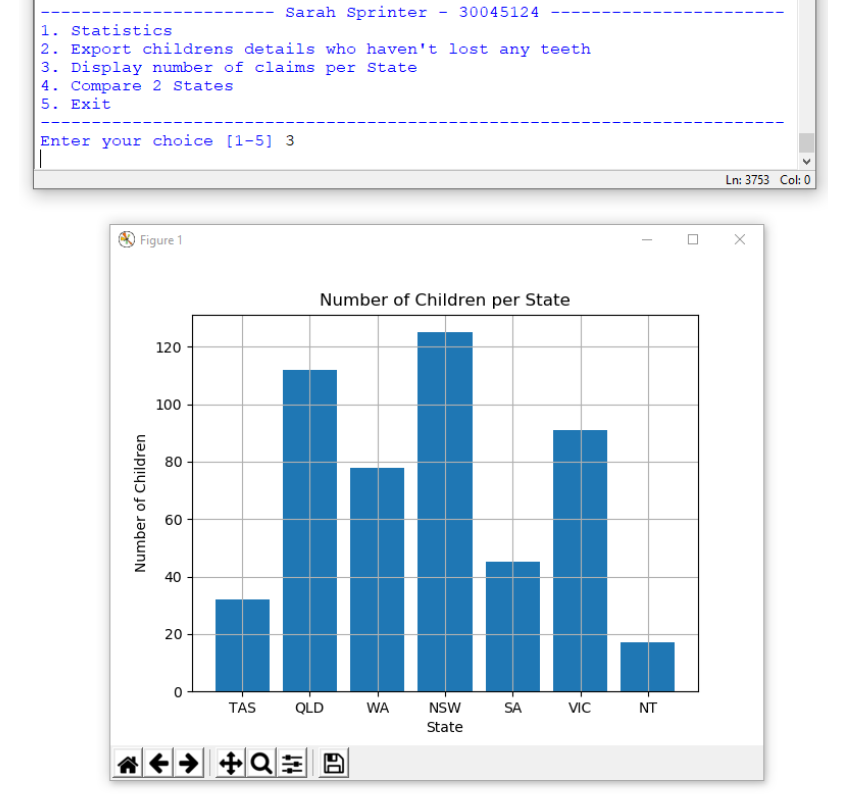 ----------------------- Sarah Sprinter - 30045124 -----------------------
1. Statistics
2. Export childrens details who haven't lost any teeth
3. Display number of claims per State
4. Compare 2 States
5. Exit
-------------------------------------------------------------------------
Enter your choice [1-5] 3
Ln: 3753 Col: 0
Figure 1
Number of Children per State
Number of Children
120
100
80
60
40
20
0
TAS QLD WA NSW SA VIC NT
State